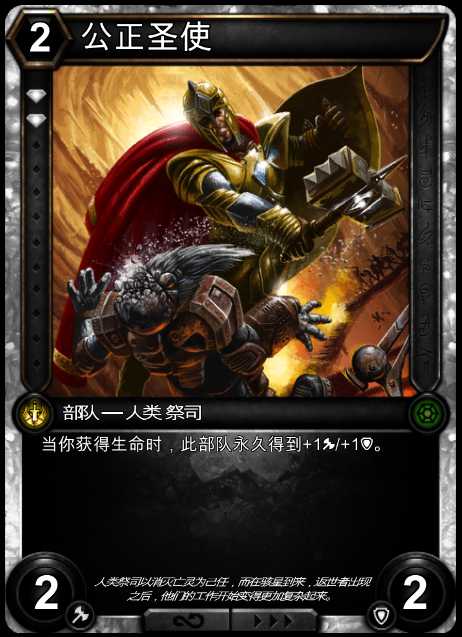 2 公正圣使
部队 — 人类 祭司
当你获得生命时，此部队永久得到+1/+1。
人类祭司以消灭亡灵为己任，而在骇星到来，返世者出现
之后，他们的工作开始变得更加复杂起来。
2 2